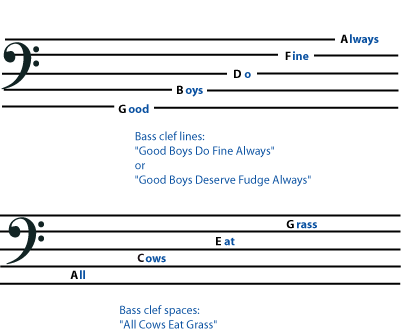 Always
Fine
Do
Boys
Good
Bass clef lines:
"Good Boys Do Fine Always"
or
"Good Boys Deserve Fudge Always"
Grass
Eat
Cows
All
Bass clef spaces:
"All Cows Eat Grass"